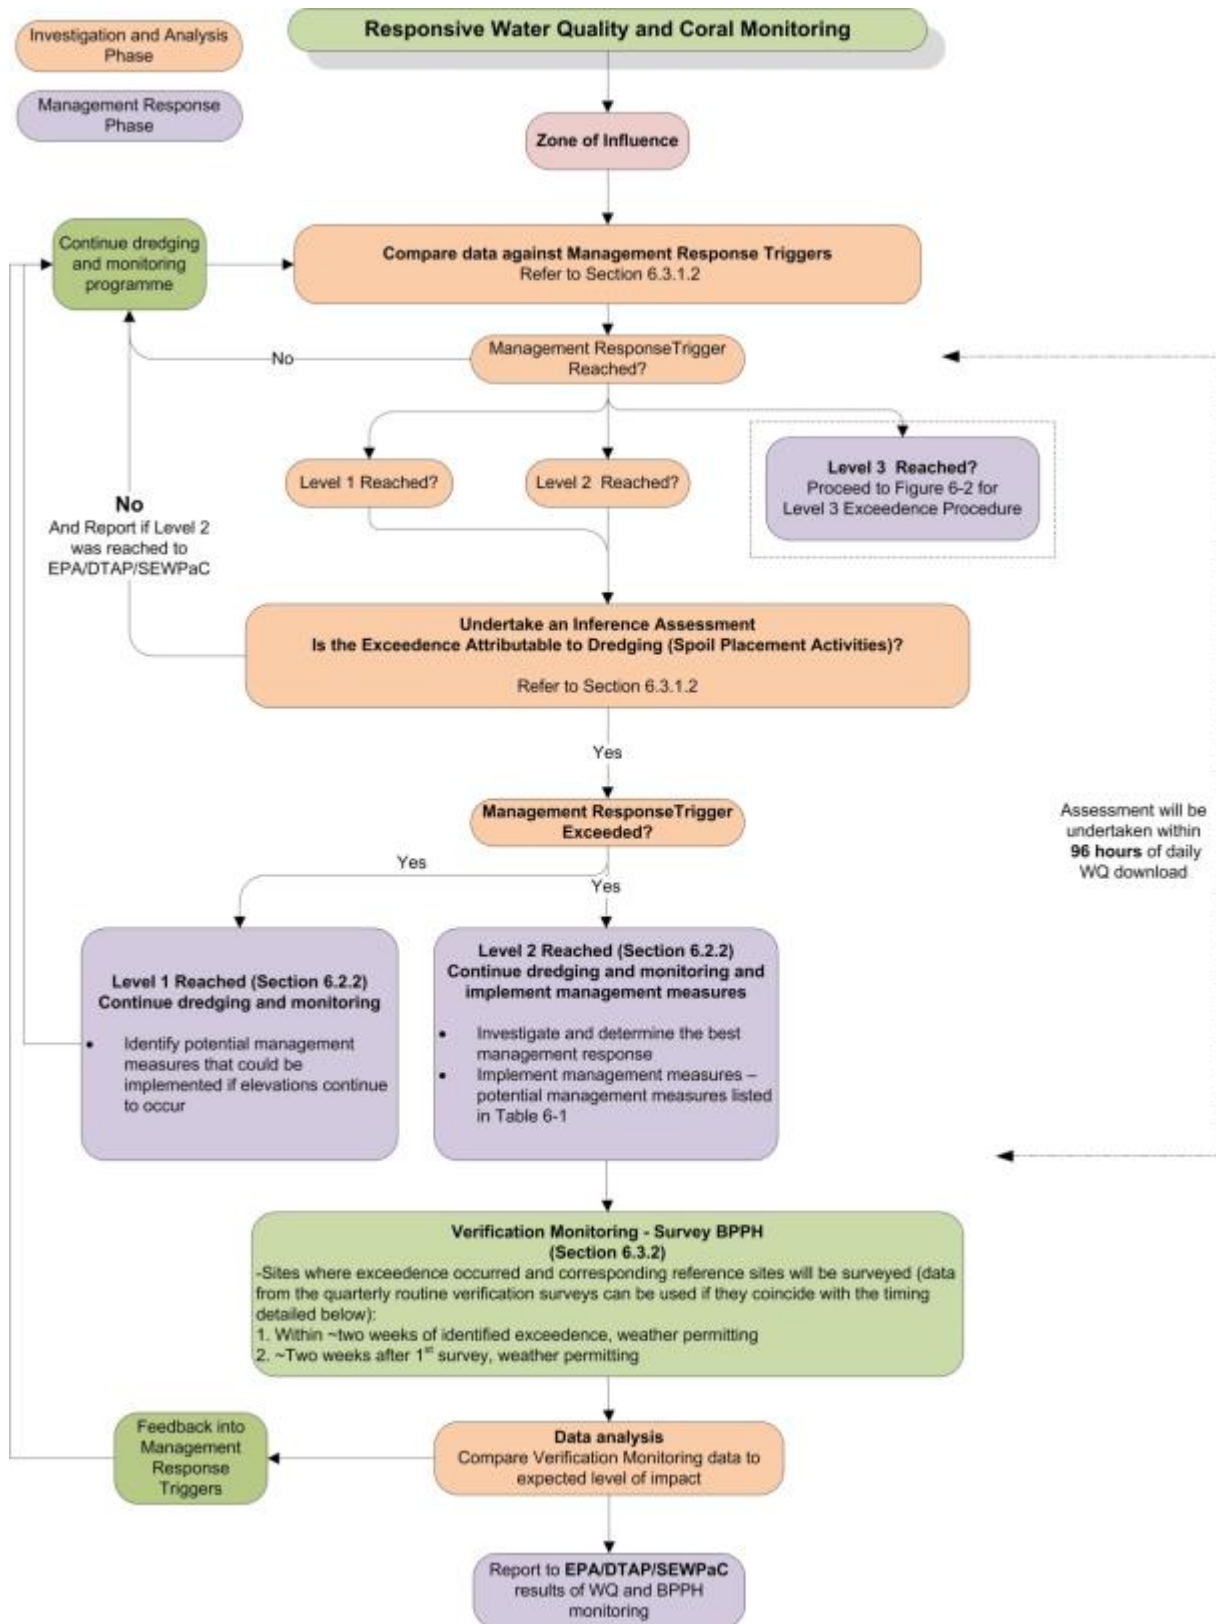 Investigation and Analysis
Phase
Responsive Water Quality and Coral Monitoring
Management Response
Phase
Zone of Influence
Continue dredging
and monitoring
programme
Compare data against Management Response Triggers
Refer to Section 6.3.1.2
Management ResponseTrigger
Reached?
No
Level 1 Reached?
Level 2 Reached?
Level 3 Reached?
Proceed to Figure 6-2 for
Level 3 Exceedence Procedure
No
And Report if Level 2
was reached to
EPA/DTAP/SEWPaC
Undertake an Inference Assessment
Is the Exceedence Attributable to Dredging (Spoil Placement Activities)?
Refer to Section 6.3.1.2
Yes
Management ResponseTrigger
Exceeded?
Yes
Yes
Assessment will be
undertaken within
96 hours of daily
WQ download
Level 1 Reached (Section 6.2.2)
Continue dredging and monitoring
• Identify potential management
measures that could be
implemented if elevations continue
to occur
Level 2 Reached (Section 6.2.2)
Continue dredging and monitoring and
implement management measures
• Investigate and determine the best
management response
• Implement management measures –
potential management measures listed
in Table 6-1
Verification Monitoring - Survey BPPH
(Section 6.3.2)
-Sites where exceedence occurred and corresponding reference sites will be surveyed (data
from the quarterly routine verification surveys can be used if they coincide with the timing
detailed below):
1. Within ~two weeks of identified exceedence, weather permitting
2. ~Two weeks after 1st survey, weather permitting
Feedback into
Management
Response
Triggers
Data analysis
Compare Verification Monitoring data to
expected level of impact
Report to EPA/DTAP/SEWPaC
results of WQ and BPPH
monitoring